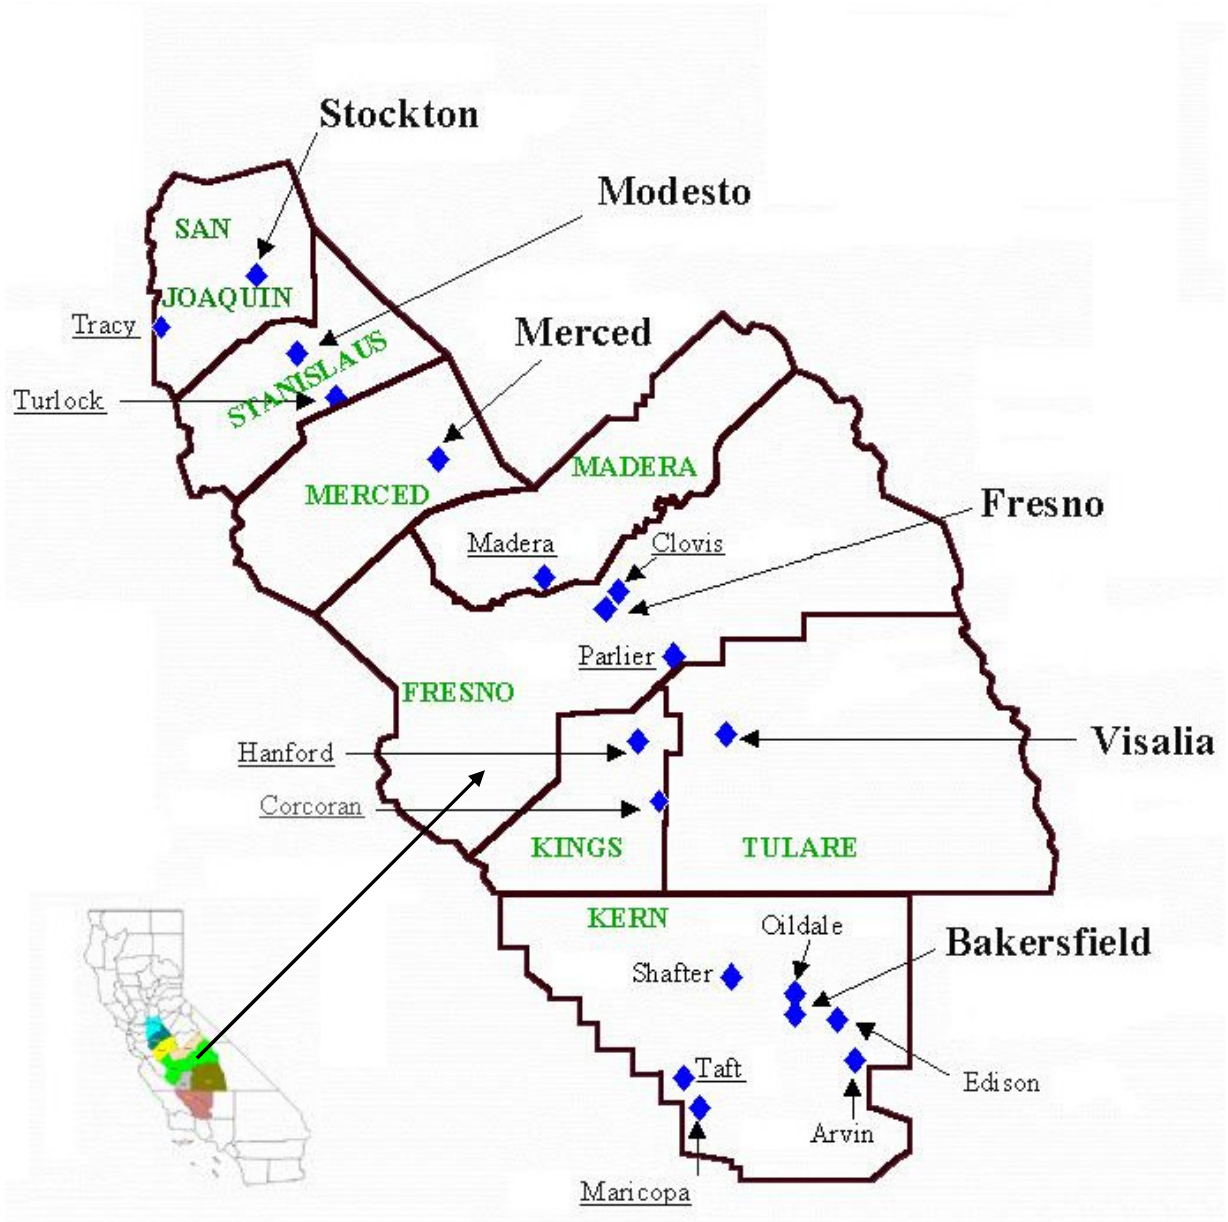 Stockton
Modesto
SAN
JOAQUIN
Tracy
Merced
STANISLAUS
Turlock
MADERA
MERCED
Fresno
Madera
Clovis
Parlier
FRESNO
Hanford
Visalia
Corcoran
KINGS
TULARE
KERN
Oildale
Bakersfield
Shafter
Taft
Edison
Arvin
Maricopa